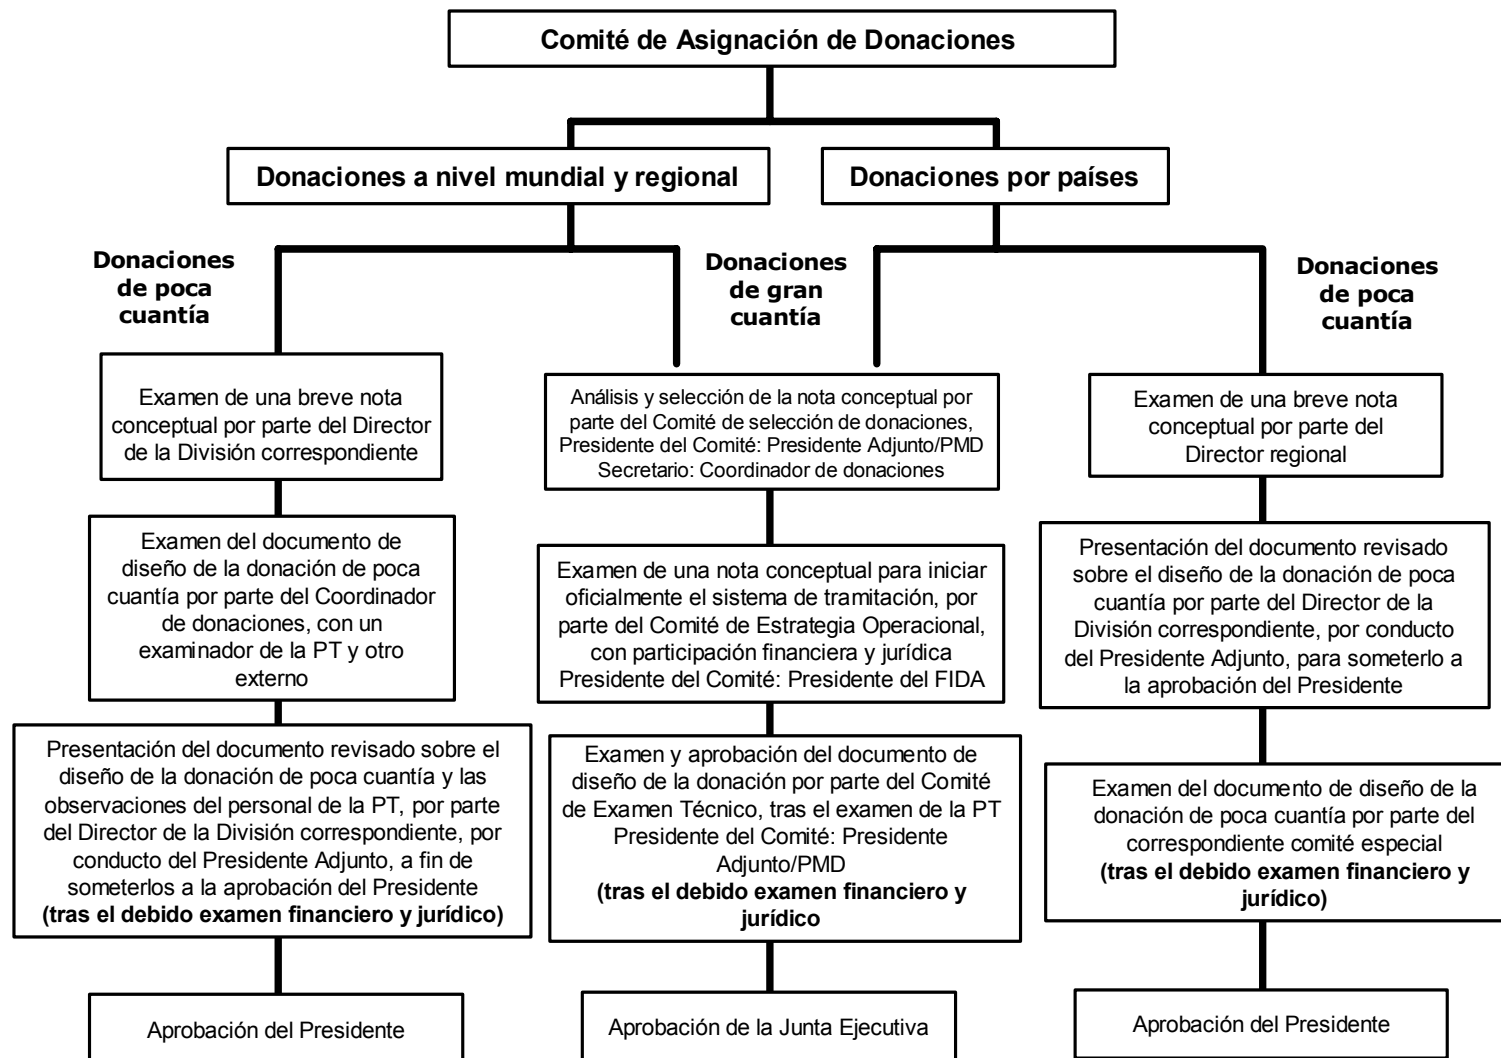 Comité de Asignación de Donaciones
Donaciones a nivel mundial y regional
Donaciones por países
Donaciones
de poca
cuantía
Donaciones
de gran
cuantía
Donaciones
de poca
cuantía
Examen de una breve nota
conceptual por parte del Director
de la División correspondiente
Análisis y selección de la nota conceptual por
parte del Comité de selección de donaciones,
Presidente del Comité: Presidente Adjunto/PMD
Secretario: Coordinador de donaciones
Examen de una breve nota
conceptual por parte del
Director regional
Examen del documento de
diseño de la donación de poca
cuantía por parte del Coordinador
de donaciones, con un
examinador de la PT y otro
externo
Examen de una nota conceptual para iniciar
oficialmente el sistema de tramitación, por
parte del Comité de Estrategia Operacional,
con participación financiera y jurídica
Presidente del Comité: Presidente del FIDA
Presentación del documento revisado
sobre el diseño de la donación de poca
cuantía por parte del Director de la
División correspondiente, por conducto
del Presidente Adjunto, para someterlo a
la aprobación del Presidente
Presentación del documento revisado sobre el
diseño de la donación de poca cuantía y las
observaciones del personal de la PT, por parte
del Director de la División correspondiente, por
conducto del Presidente Adjunto, a fin de
someterlos a la aprobación del Presidente
(tras el debido examen financiero y jurídico)
Examen y aprobación del documento de
diseño de la donación por parte del Comité
de Examen Técnico, tras el examen de la PT
Presidente del Comité: Presidente
Adjunto/PMD
(tras el debido examen financiero y
jurídico
Examen del documento de diseño de la
donación de poca cuantía por parte del
correspondiente comité especial
(tras el debido examen financiero y
jurídico)
Aprobación del Presidente
Aprobación de la Junta Ejecutiva
Aprobación del Presidente